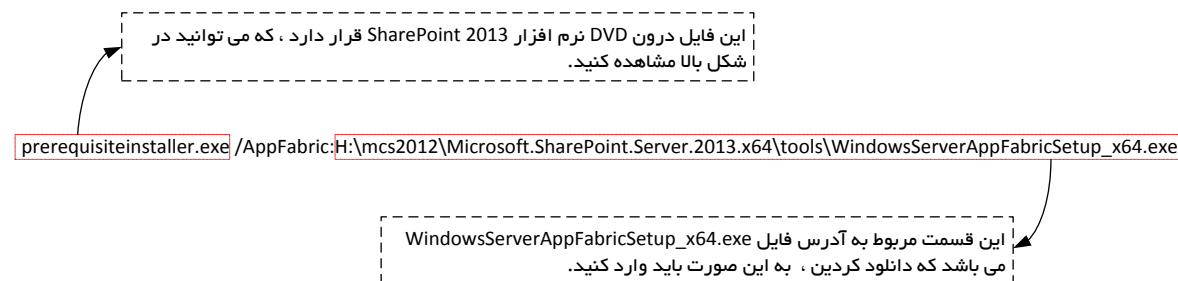 این فایل درون DVD نرم افزار SharePoint 2013 قرار دارد ، که می توانید در
شکل بالا مشاهده کنید.
prerequisiteinstaller.exe /AppFabric:H:\mcs2012\Microsoft.SharePoint.Server.2013.x64\tools\WindowsServerAppFabricSetup_x64.exe
این قسمت مربوط به آدرس فایل WindowsServerAppFabricSetup_x64.exe
می باشد که دانلود کردین ، به این صورت باید وارد کنید.